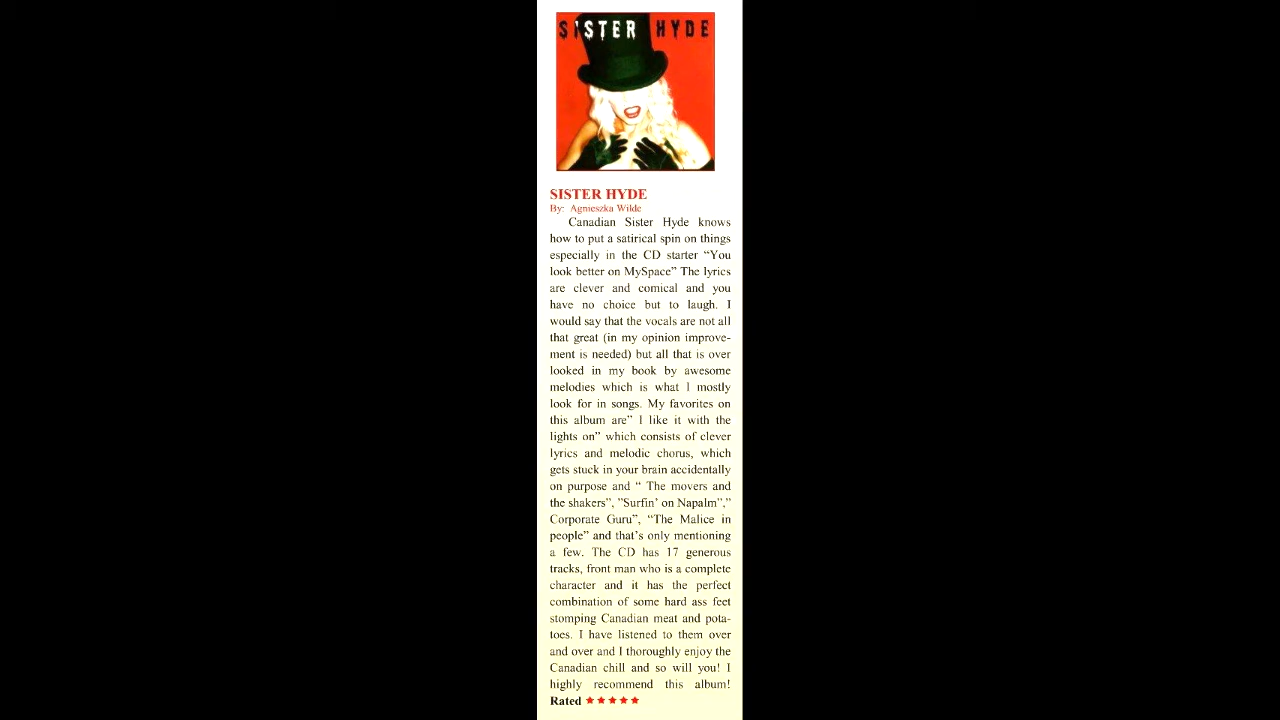 SISTER HYDE
SISTER HYDE
By: Agnieszka Wilde
Canadian Sister Hyde knows
how to put a satirical spin on things
especially in the CD starter “You
look better on MySpace” The lyrics
are clever and comical and you
have no choice but to laugh. I
would say that the vocals are not all
that great (in my opinion improve-
ment is needed) but all that is over
looked in my book by awesome
melodies which is what I mostly
look for in songs. My favorites on
this album are” I like it with the
lights on” which consists of clever
lyrics and melodic chorus, which
gets stuck in your brain accidentally
on purpose and “ The movers and
the shakers”, ”Surfin’ on Napalm”,”
Corporate Guru”, “The Malice in
people” and that’s only mentioning
a few. The CD has 17 generous
tracks, front man who is a complete
character and it has the perfect
combination of some hard ass feet
stomping Canadian meat and pota-
toes. I have listened to them over
and over and I thoroughly enjoy the
Canadian chill and so will you! I
highly recommend this album!
Rated ★★★★★